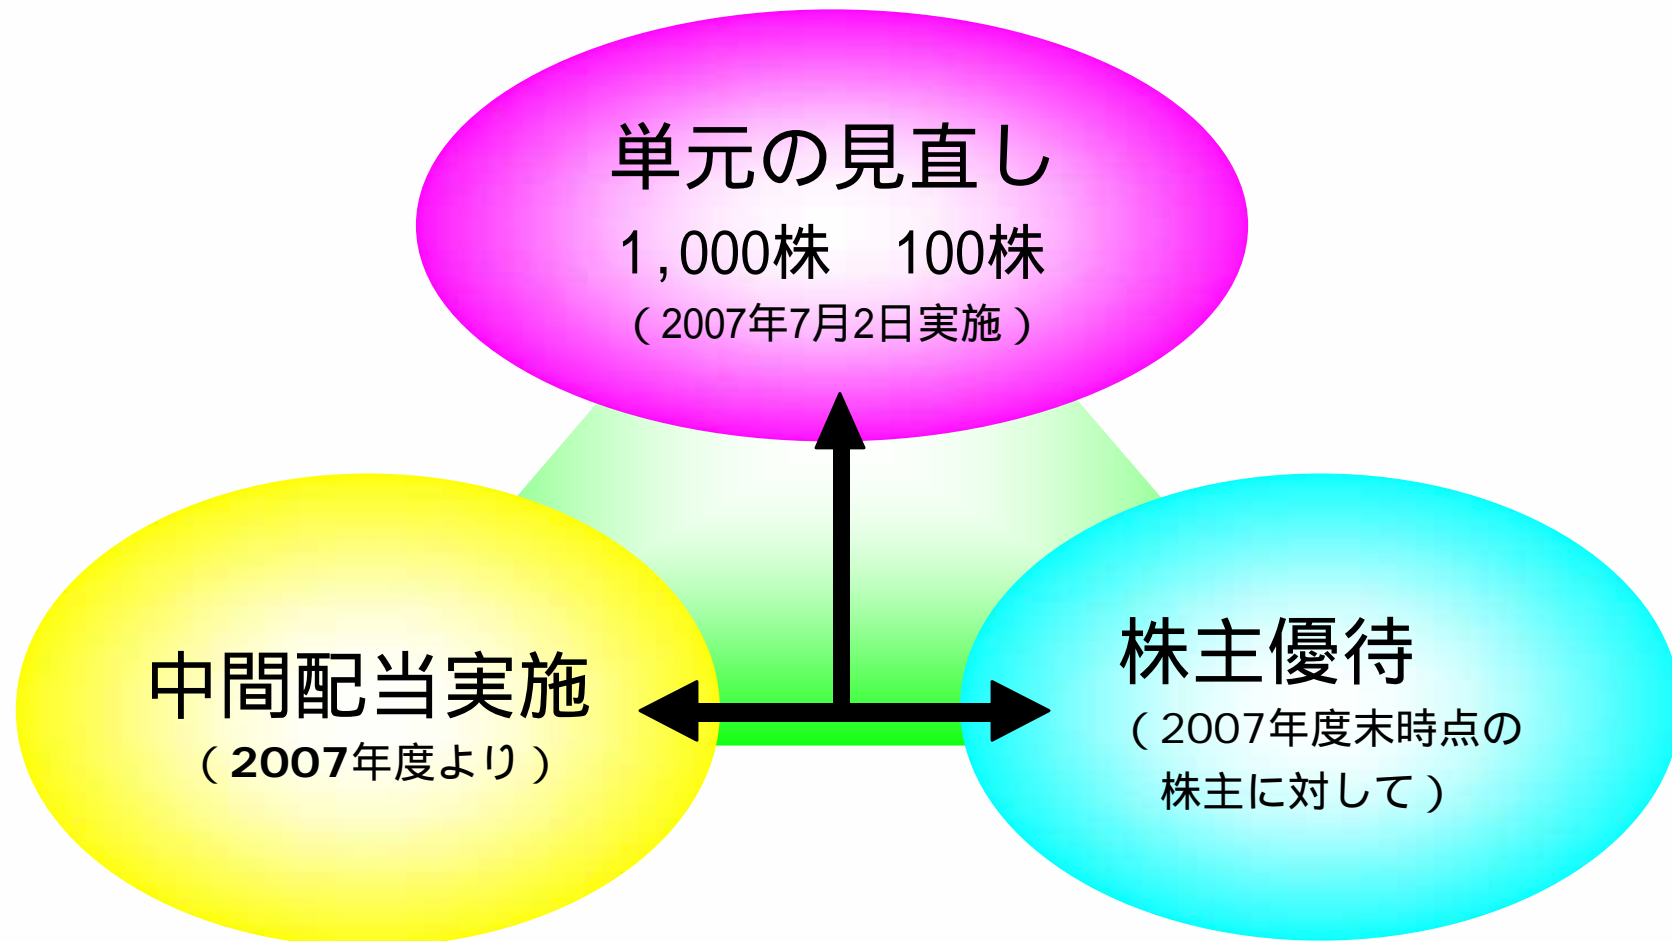 単元の見直し
1,000株　100株
（2007年7月2日実施）
中間配当実施
（2007年度より）
株主優待
（2007年度末時点の
株主に対して）